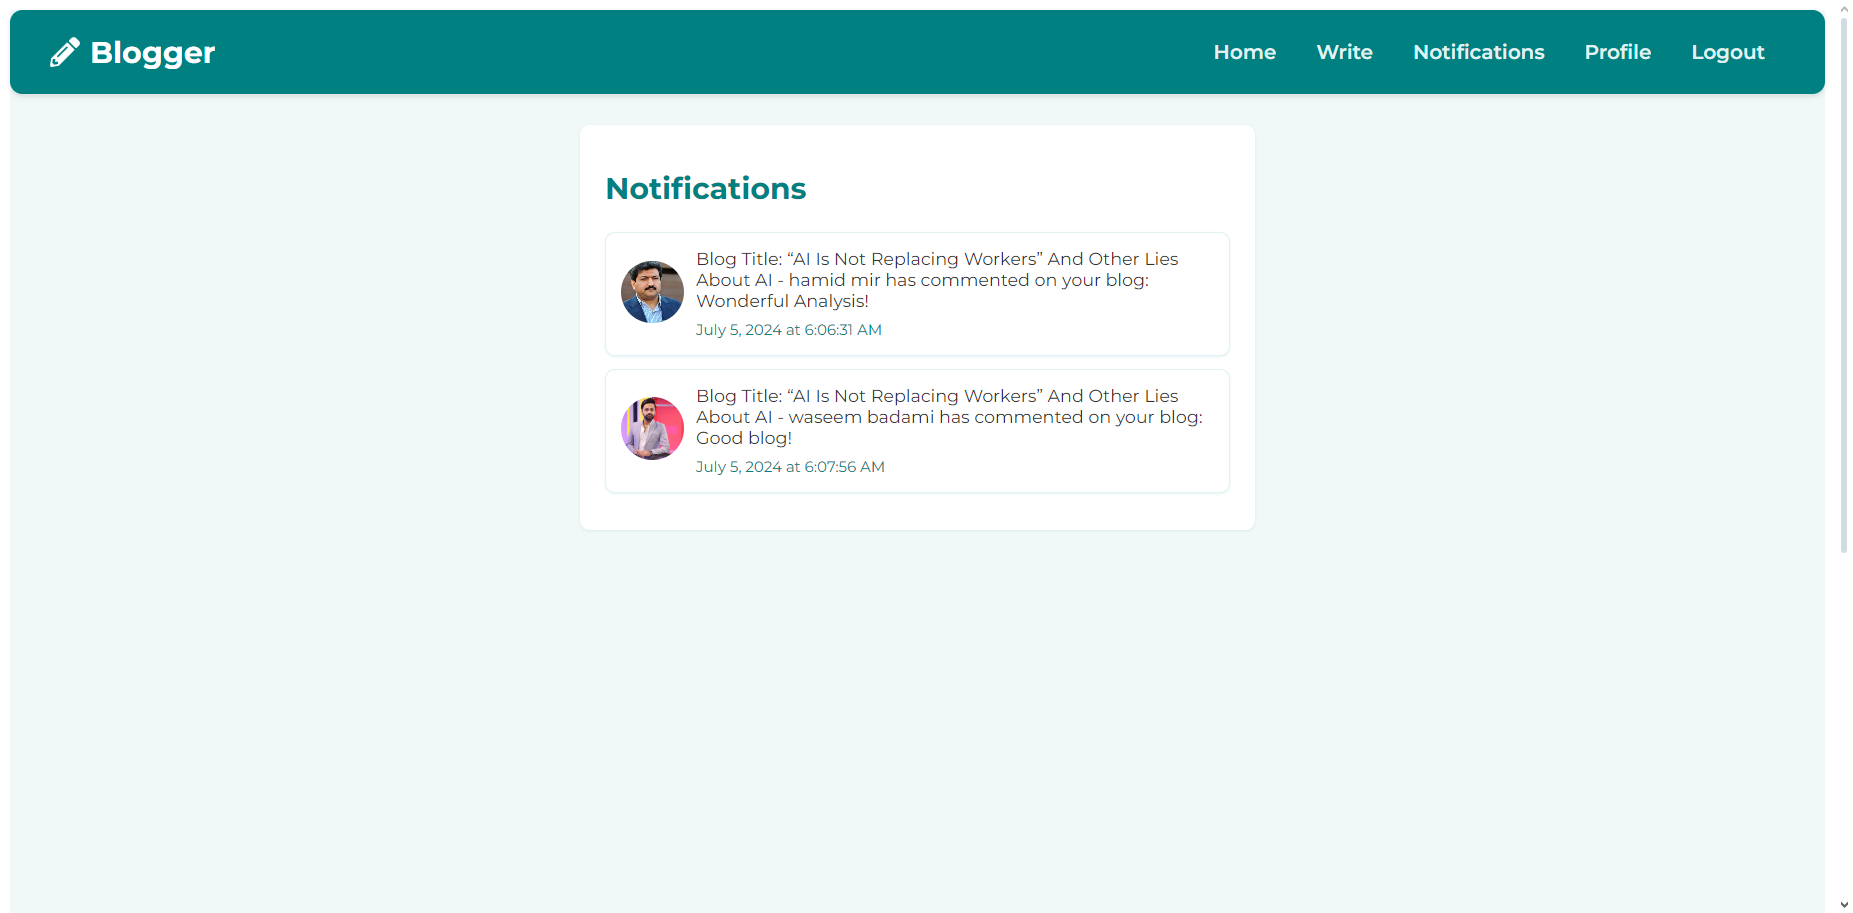 Blogger
Home Write Notifications Profile Logout
Notifications
Blog Title: “AI Is Not Replacing Workers” And Other Lies
About AI - hamid mir has commented on your blog:
Wonderful Analysis!
July 5, 2024 at 6:06:31 AM
Blog Title: “AI Is Not Replacing Workers” And Other Lies
About AI - waseem badami has commented on your blog:
Good blog!
July 5, 2024 at 6:07:56 AM